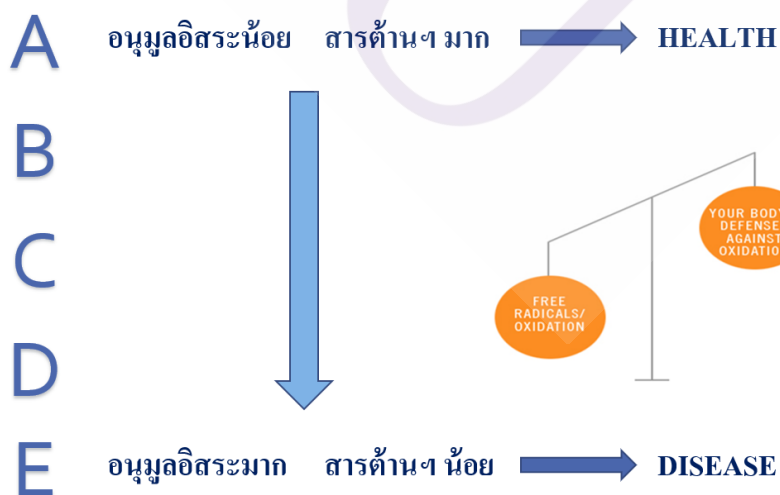 A อนุมูลอิสระน้อย สารต้านฯ มาก HEALTH
B
C
D
E อนุมูลอิสระมาก สารต้านฯ น้อย DISEASE
FREE
RADICALS/
OXIDATION
YOUR BODY
DEFENSE
AGAINST